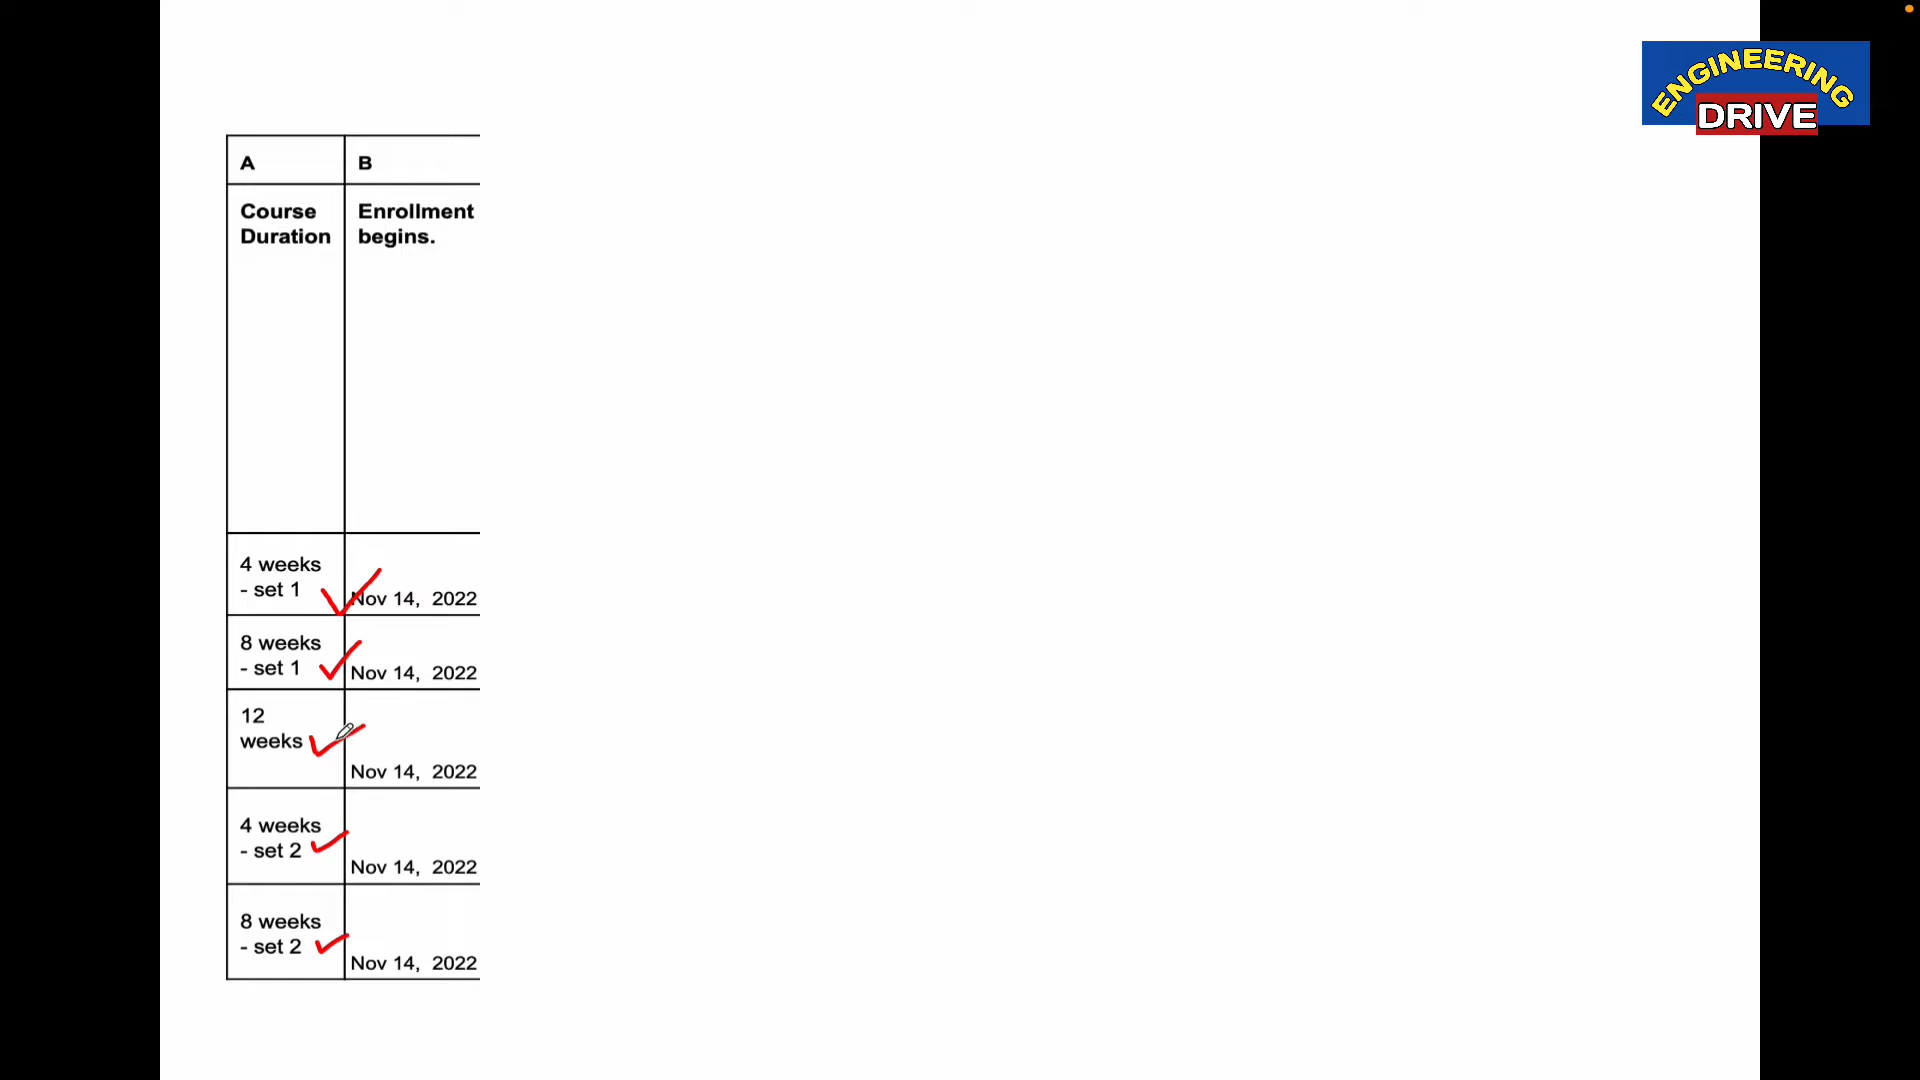 ENGINEERING
DRIVE
A B
Course Duration Enrollment begins.
4 weeks - set 1 Nov 14, 2022
8 weeks - set 1 Nov 14, 2022
12 weeks Nov 14, 2022
4 weeks - set 2 Nov 14, 2022
8 weeks - set 2 Nov 14, 2022